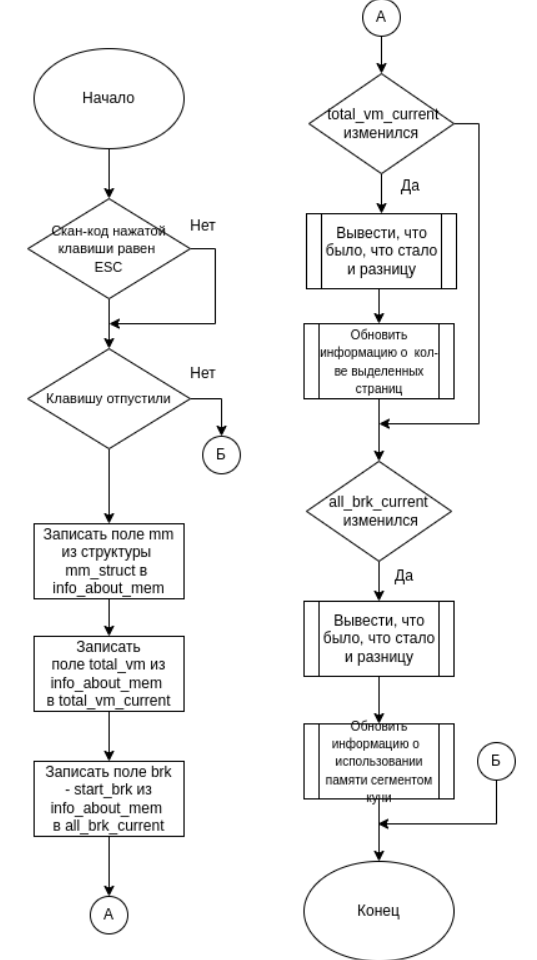 Начало
Скан-код нажатой
клавиши равен
ESC
Нет
Клавишу отпустили
Нет
Б
Записать поле mm
из структуры
mm_struct в
info_about_mem
Записать
поле total_vm из
info_about_mem
в total_vm_current
Записать поле brk
- start_brk из
info_about_mem
в all_brk_current
А
А
total_vm_current
изменился
Да
Вывести, что
было, что стало
и разницу
Обновить
информацию о кол-
ве выделенных
страниц
all_brk_current
изменился
Да
Вывести, что
было, что стало
и разницу
Обновить
информацию о
использовании
памяти сегментом
кучи
Б
Конец